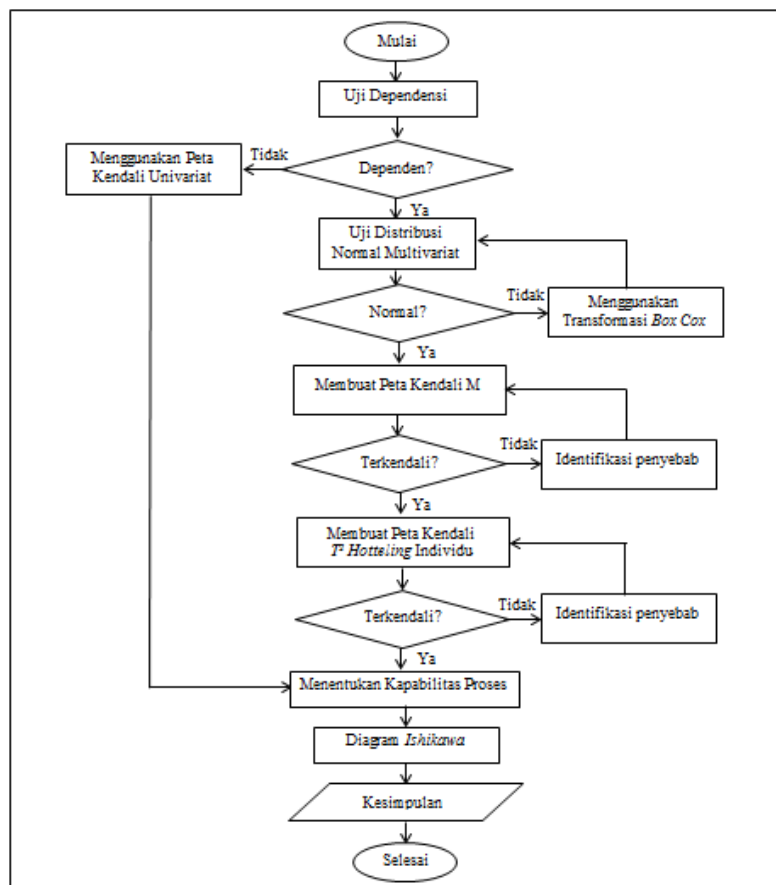 Mulai
Uji Dependensi
Menggunakan Peta
Kendali Univariat
Tidak
Dependen?
Ya
Uji Distribusi
Normal Multivariat
Normal?
Tidak
Menggunakan
Transformasi Box Cox
Ya
Membuat Peta Kendali M
Terkendali?
Tidak
Identifikasi penyebab
Ya
Membuat Peta Kendali
T² Hotteling Individu
Terkendali?
Tidak
Identifikasi penyebab
Ya
Menentukan Kapabilitas Proses
Diagram Ishikawa
Kesimpulan
Selesai